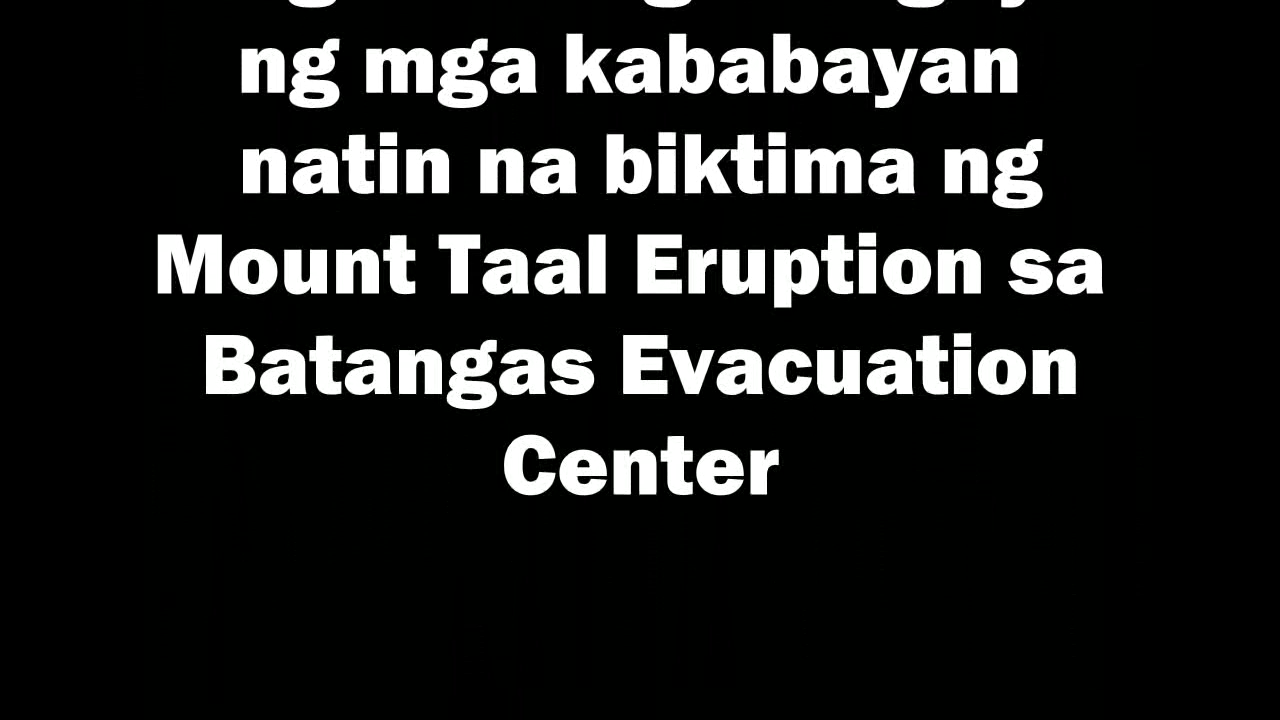 ng mga kababayan
natin na biktima ng
Mount Taal Eruption sa
Batangas Evacuation
Center